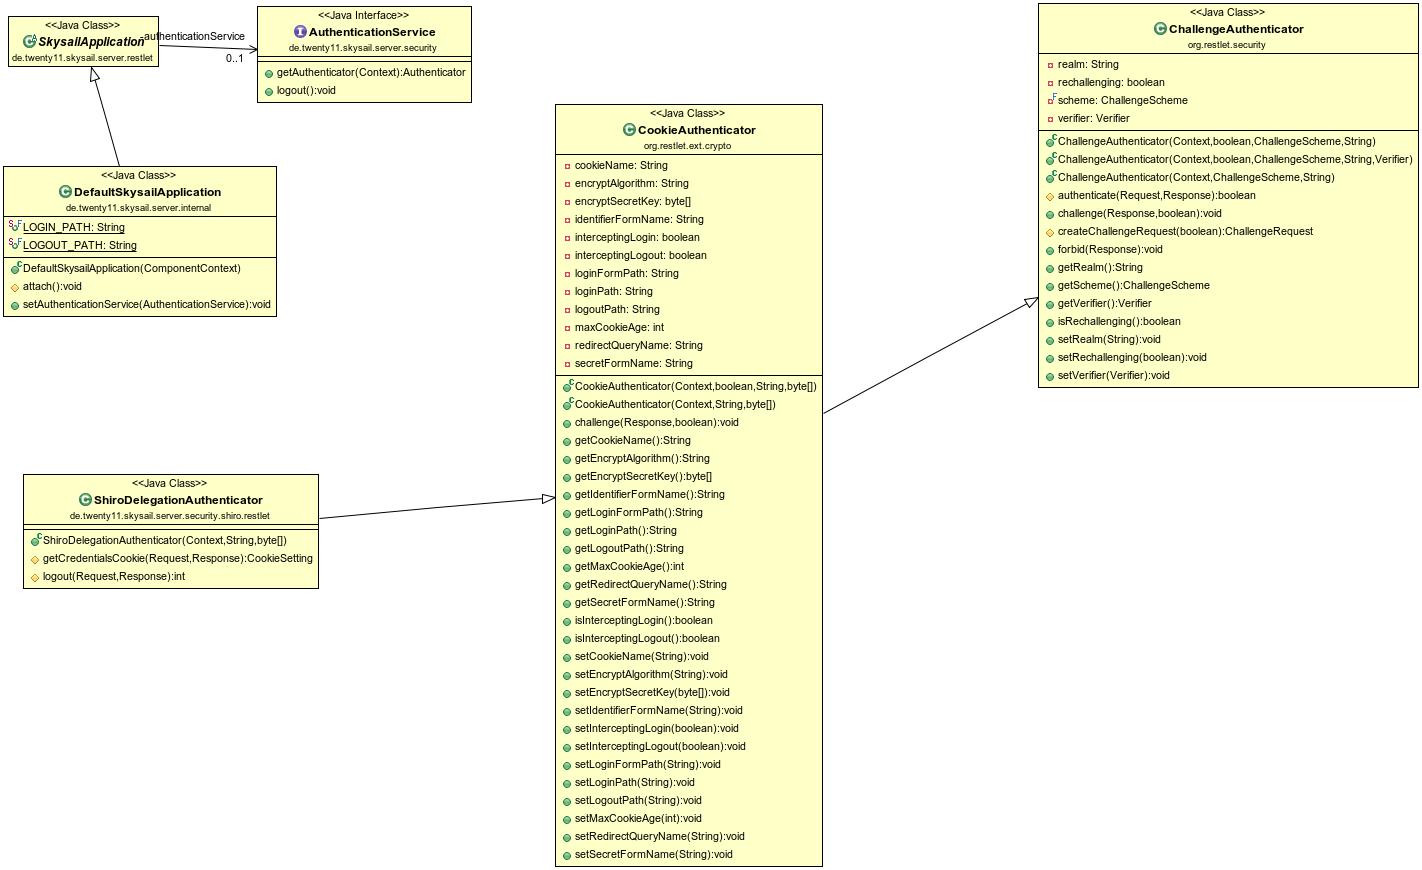 <<Java Class>>
SkysailApplication
de.twenty11.skysail.server.restlet
-authenticationService
0..1
<<Java Interface>>
AuthenticationService
de.twenty11.skysail.server.security
getAuthenticator(Context):Authenticator
logout():void
<<Java Class>>
DefaultSkysailApplication
de.twenty11.skysail.server.internal
LOGIN_PATH: String
LOGOUT_PATH: String
DefaultSkysailApplication(ComponentContext)
attach():void
setAuthenticationService(AuthenticationService):void
<<Java Class>>
ShiroDelegationAuthenticator
de.twenty11.skysail.server.security.shiro.restlet
ShiroDelegationAuthenticator(Context,String,byte[])
getCredentialsCookie(Request,Response):CookieSetting
logout(Request,Response):int
<<Java Class>>
CookieAuthenticator
org.restlet.ext.crypto
cookieName: String
encryptAlgorithm: String
encryptSecretKey: byte[]
identifierFormName: String
interceptingLogin: boolean
interceptingLogout: boolean
loginFormPath: String
loginPath: String
logoutPath: String
maxCookieAge: int
redirectQueryName: String
secretFormName: String
CookieAuthenticator(Context,boolean,String,byte[])
CookieAuthenticator(Context,String,byte[])
challenge(Response,boolean):void
getCookieName():String
getEncryptAlgorithm():String
getEncryptSecretKey():byte[]
getIdentifierFormName():String
getLoginFormPath():String
getLoginPath():String
getLogoutPath():String
getMaxCookieAge():int
getRedirectQueryName():String
getSecretFormName():String
isInterceptingLogin():boolean
isInterceptingLogout():boolean
setCookieName(String):void
setEncryptAlgorithm(String):void
setEncryptSecretKey(byte[]):void
setIdentifierFormName(String):void
setInterceptingLogin(boolean):void
setInterceptingLogout(boolean):void
setLoginFormPath(String):void
setLoginPath(String):void
setLogoutPath(String):void
setMaxCookieAge(int):void
setRedirectQueryName(String):void
setSecretFormName(String):void
<<Java Class>>
ChallengeAuthenticator
org.restlet.security
realm: String
rechallenging: boolean
scheme: ChallengeScheme
verifier: Verifier
ChallengeAuthenticator(Context,boolean,ChallengeScheme,String)
ChallengeAuthenticator(Context,boolean,ChallengeScheme,String,Verifier)
ChallengeAuthenticator(Context,ChallengeScheme,String)
authenticate(Request,Response):boolean
challenge(Response,boolean):void
createChallengeRequest(boolean):ChallengeRequest
forbid(Response):void
getRealm():String
getScheme():ChallengeScheme
getVerifier():Verifier
isRechallenging():boolean
setRealm(String):void
setRechallenging(boolean):void
setVerifier(Verifier):void